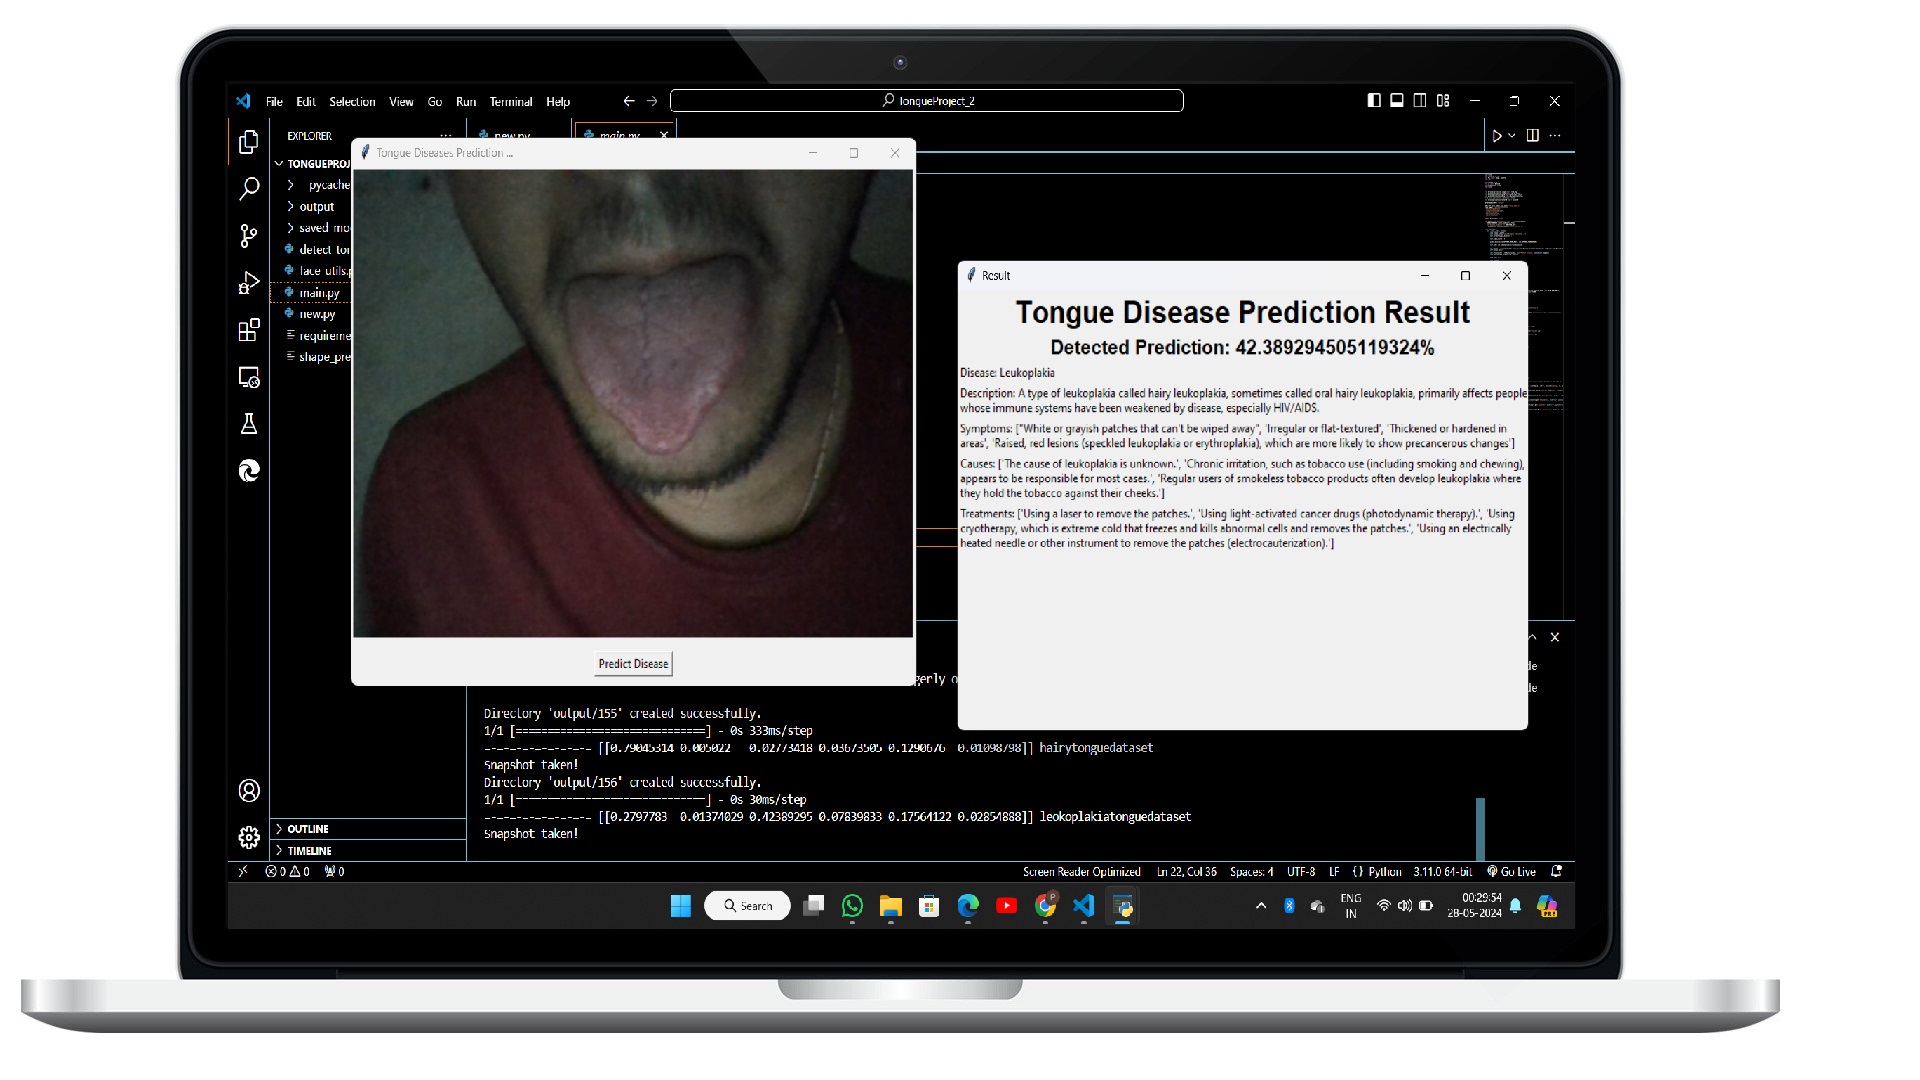 File Edit Selection View Go Run Terminal Help
TongueProject_2
EXPLORER
new.py
main.py
TONGUEPROJ
pycache
output
saved_mo
detect_ton
main.py
new.py
requireme
shape_pre
Tongue Diseases Prediction ...
Predict Disease
Result
Tongue Disease Prediction Result
Detected Prediction: 42.389294505119324%
Disease: Leukoplakia
Description: A type of leukoplakia called hairy leukoplakia, sometimes called oral hairy leukoplakia, primarily affects people
whose immune systems have been weakened by disease, especially HIV/AIDS.
Symptoms: ["White or grayish patches that can't be wiped away", 'Irregular or flat-textured', 'Thickened or hardened in
areas', 'Raised, red lesions (speckled leukoplakia or erythroplakia), which are more likely to show precancerous changes']
Causes: ['The cause of leukoplakia is unknown.', 'Chronic irritation, such as tobacco use (including smoking and chewing),
appears to be responsible for most cases.', 'Regular users of smokeless tobacco products often develop leukoplakia where
they hold the tobacco against their cheeks.']
Treatments: ['Using a laser to remove the patches.', 'Using light-activated cancer drugs (photodynamic therapy).', 'Using
cryotherapy, which is extreme cold that freezes and kills abnormal cells and removes the patches.', 'Using an electrically
heated needle or other instrument to remove the patches (electrocauterization).']
gerly o
de
de
Directory 'output/155' created successfully.
1/1 [==============================] - 0s 333ms/step
---------------- [[0.79045314 0.005022 0.02773418 0.03673505 0.1290676 0.01098798]] hairytonguedataset
Snapshot taken!
Directory 'output/156' created successfully.
1/1 [==============================] - 0s 30ms/step
---------------- [[0.2797783 0.01374029 0.42389295 0.07839833 0.17564122 0.02854888]] leokoplakiatonguedataset
Snapshot taken!
OUTLINE
TIMELINE
0 0 0 Screen Reader Optimized Ln 22, Col 36 Spaces: 4 UTF-8 LF {} Python 3.11.0 64-bit Go Live
Search
ENG
IN
00:29:54
28-05-2024